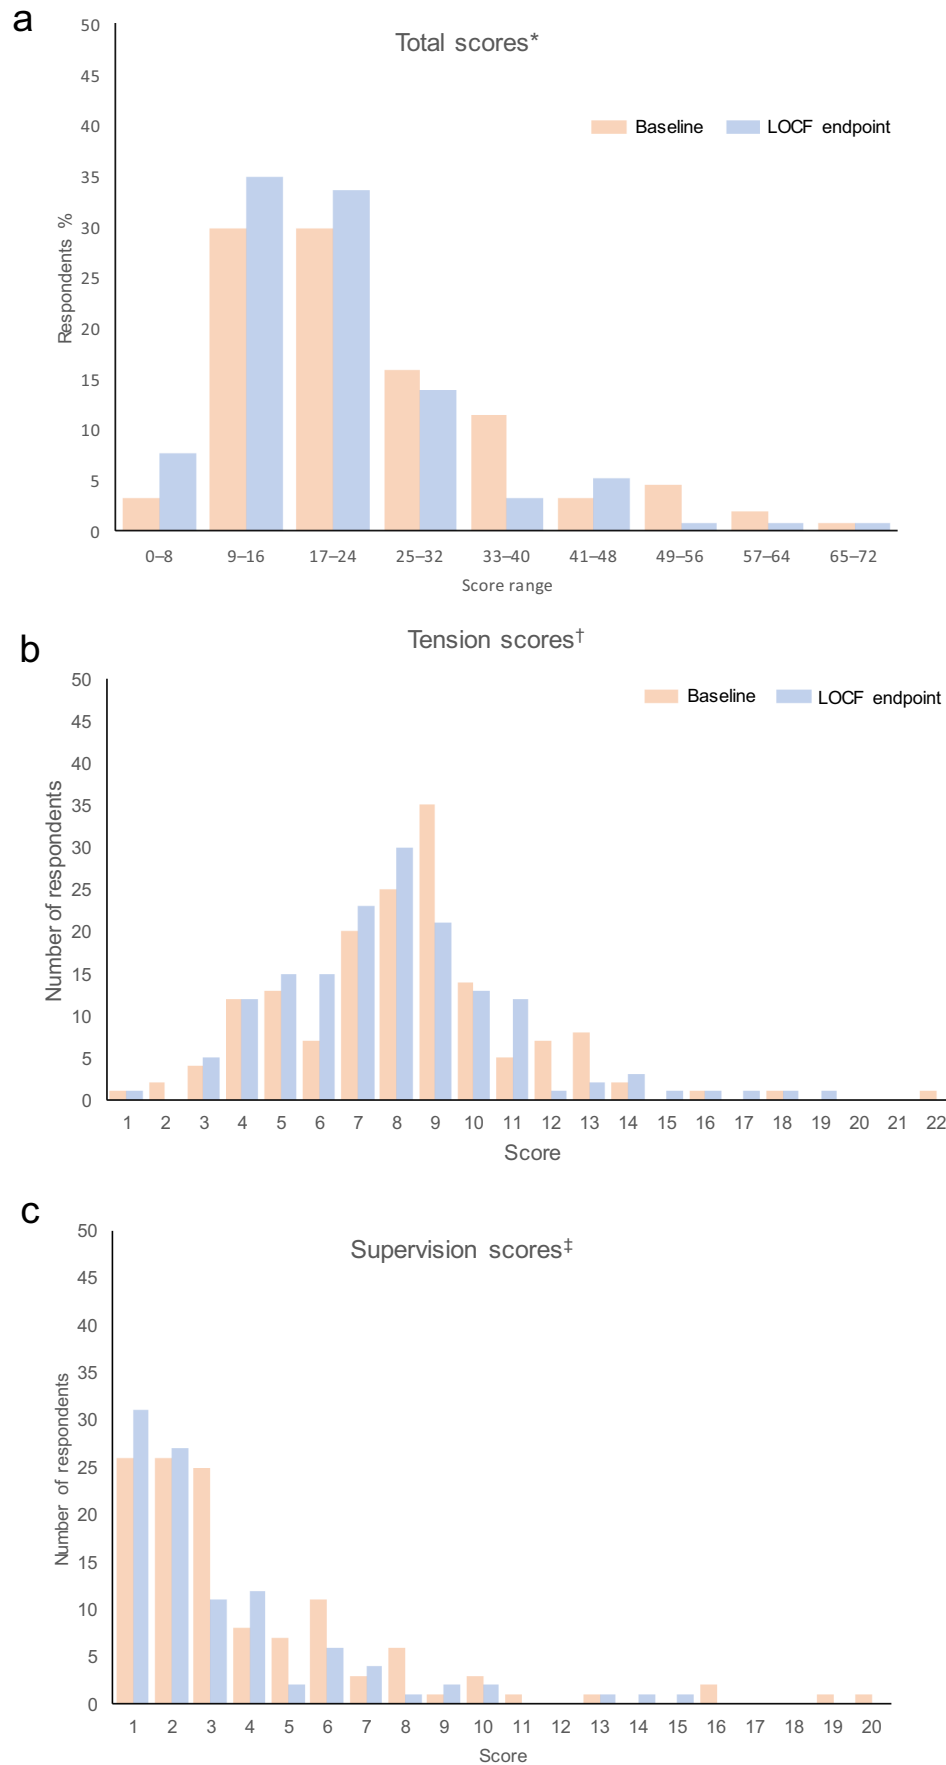 a
Total scores*
Baseline
LOCF endpoint
50
45
40
35
30
25
20
15
10
5
0
Respondents %
0–8 9–16 17–24 25–32 33–40 41–48 49–56 57–64 65–72
Score range
b
Tension scores†
Baseline
LOCF endpoint
50
45
40
35
30
25
20
15
10
5
0
Number of respondents
1 2 3 4 5 6 7 8 9 10 11 12 13 14 15 16 17 18 19 20 21 22
Score
c
Supervision scores‡
50
45
40
35
30
25
20
15
10
5
0
Number of respondents
1 2 3 4 5 6 7 8 9 10 11 12 13 14 15 16 17 18 19 20
Score